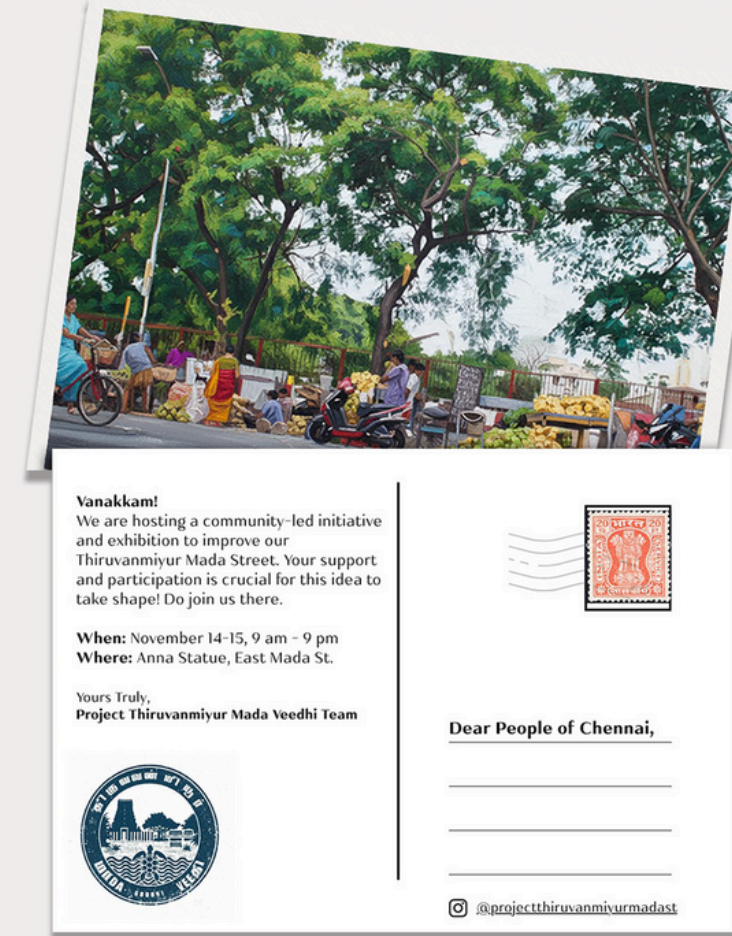 Vanakkam!
We are hosting a community-led initiative
and exhibition to improve our
Thiruvanmiyur Mada Street. Your support
and participation is crucial for this idea to
take shape! Do join us there.
When: November 14-15, 9 am - 9 pm
Where: Anna Statue, East Mada St.
Yours Truly,
Project Thiruvanmiyur Mada Veedhi Team
20 भारत 20
Dear People of Chennai,
@projectthiruvanmiyurmadast